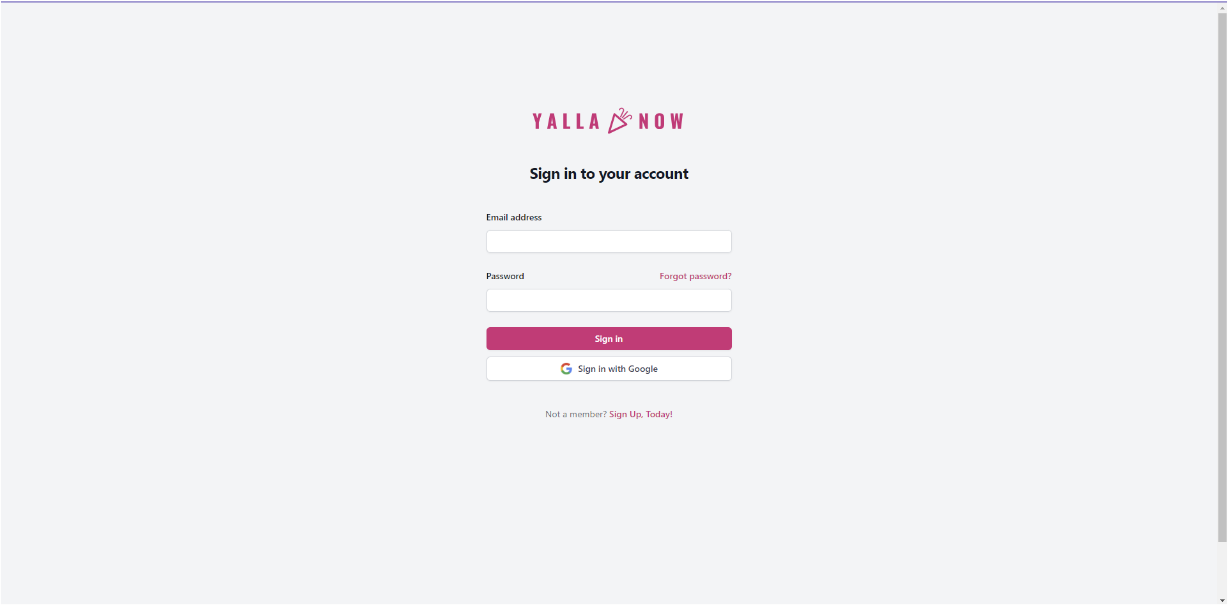 YALLA NOW
Sign in to your account
Email address
Password Forgot password?
Sign in
Sign in with Google
Not a member? Sign Up, Today!